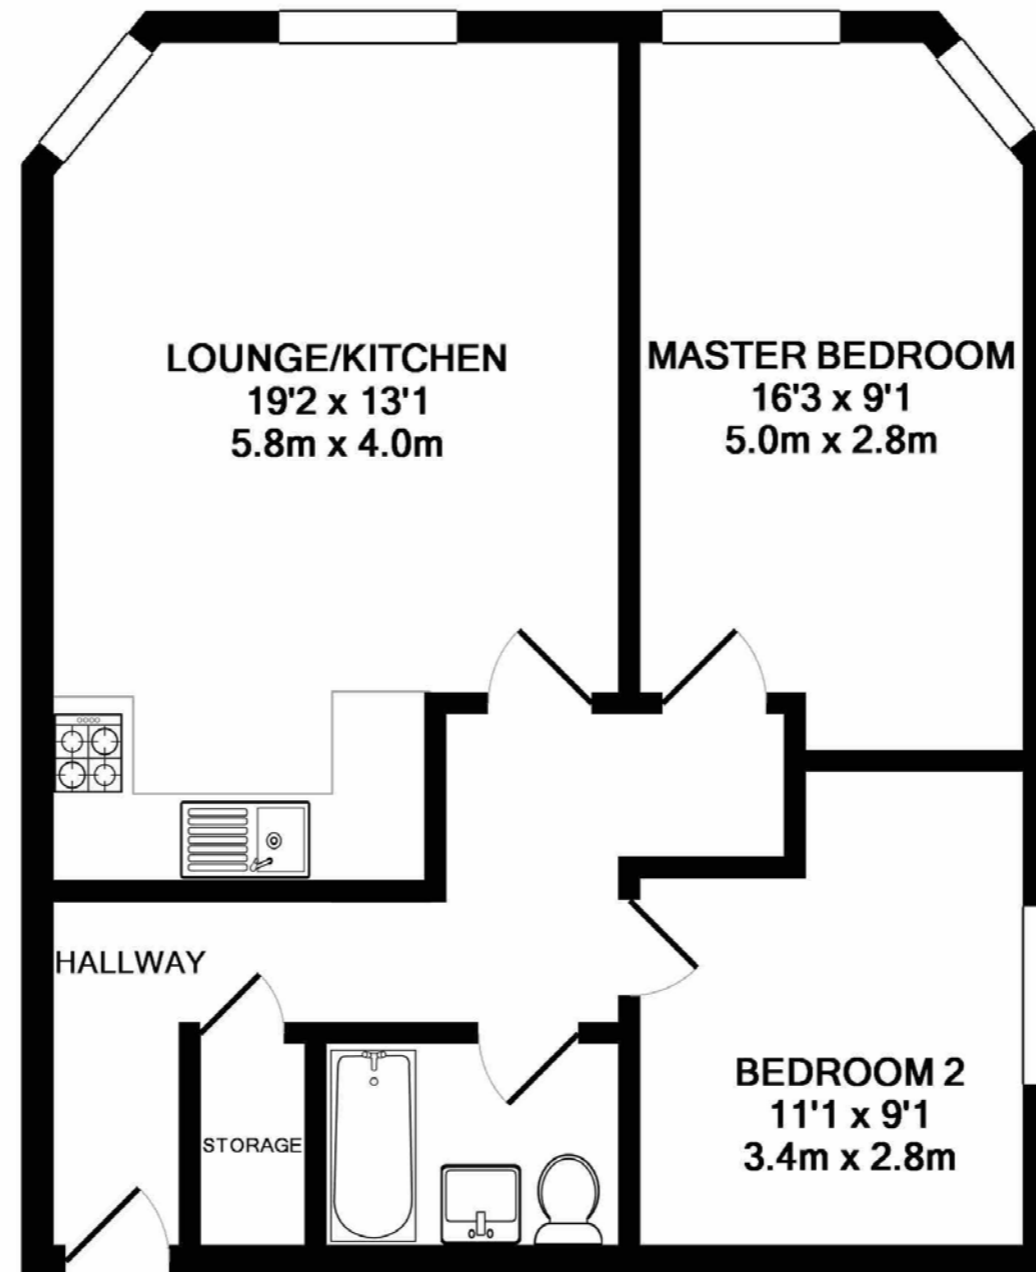 LOUNGE/KITCHEN
19'2 x 13'1
5.8m x 4.0m
MASTER BEDROOM
16'3 x 9'1
5.0m x 2.8m
HALLWAY
STORAGE
BEDROOM 2
11'1 x 9'1
3.4m x 2.8m